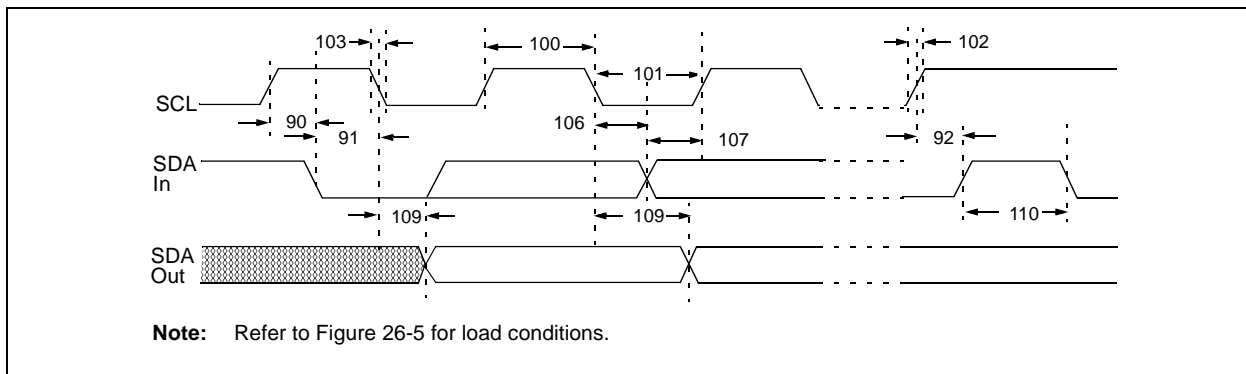 103
100
102
101
SCL
90
91
106
107
92
SDA
In
109
109
110
SDA
Out
Note: Refer to Figure 26-5 for load conditions.